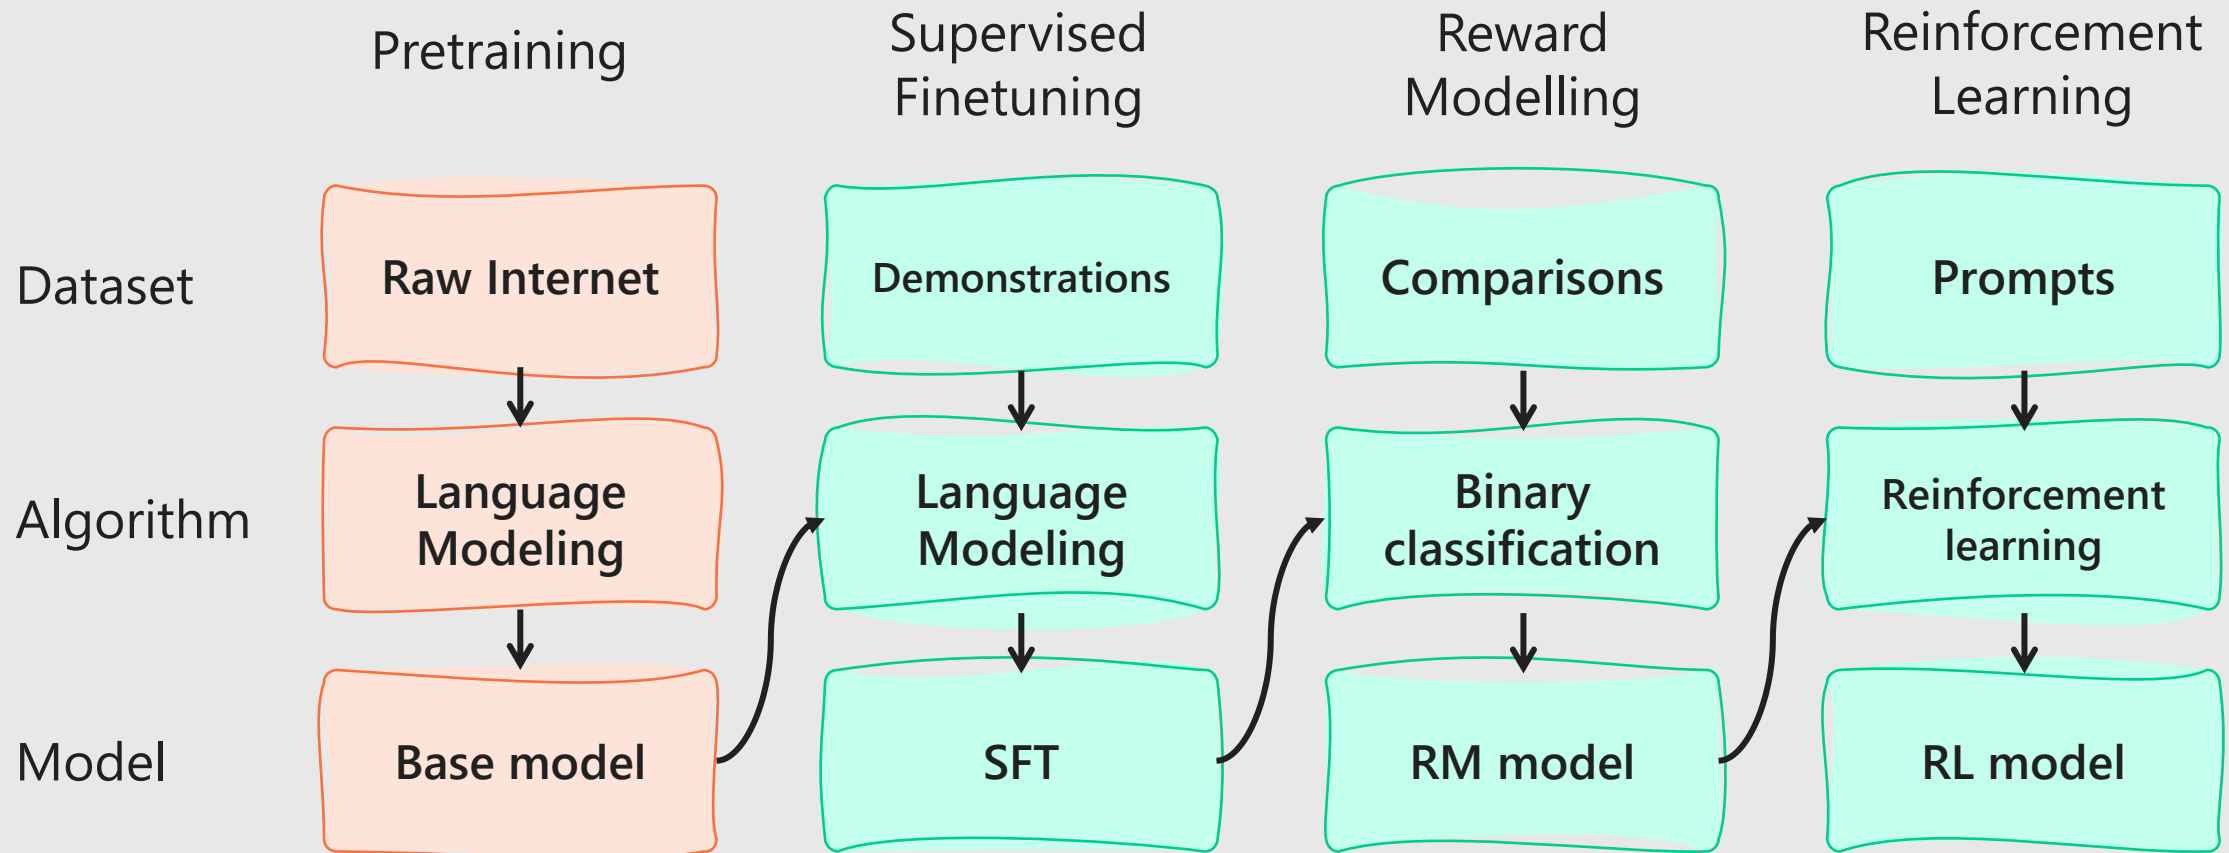 Pretraining
Supervised
Finetuning
Reward
Modelling
Reinforcement
Learning
Dataset
Raw Internet
Demonstrations
Comparisons
Prompts
Algorithm
Language
Modeling
Language
Modeling
Binary
classification
Reinforcement
learning
Model
Base model
SFT
RM model
RL model